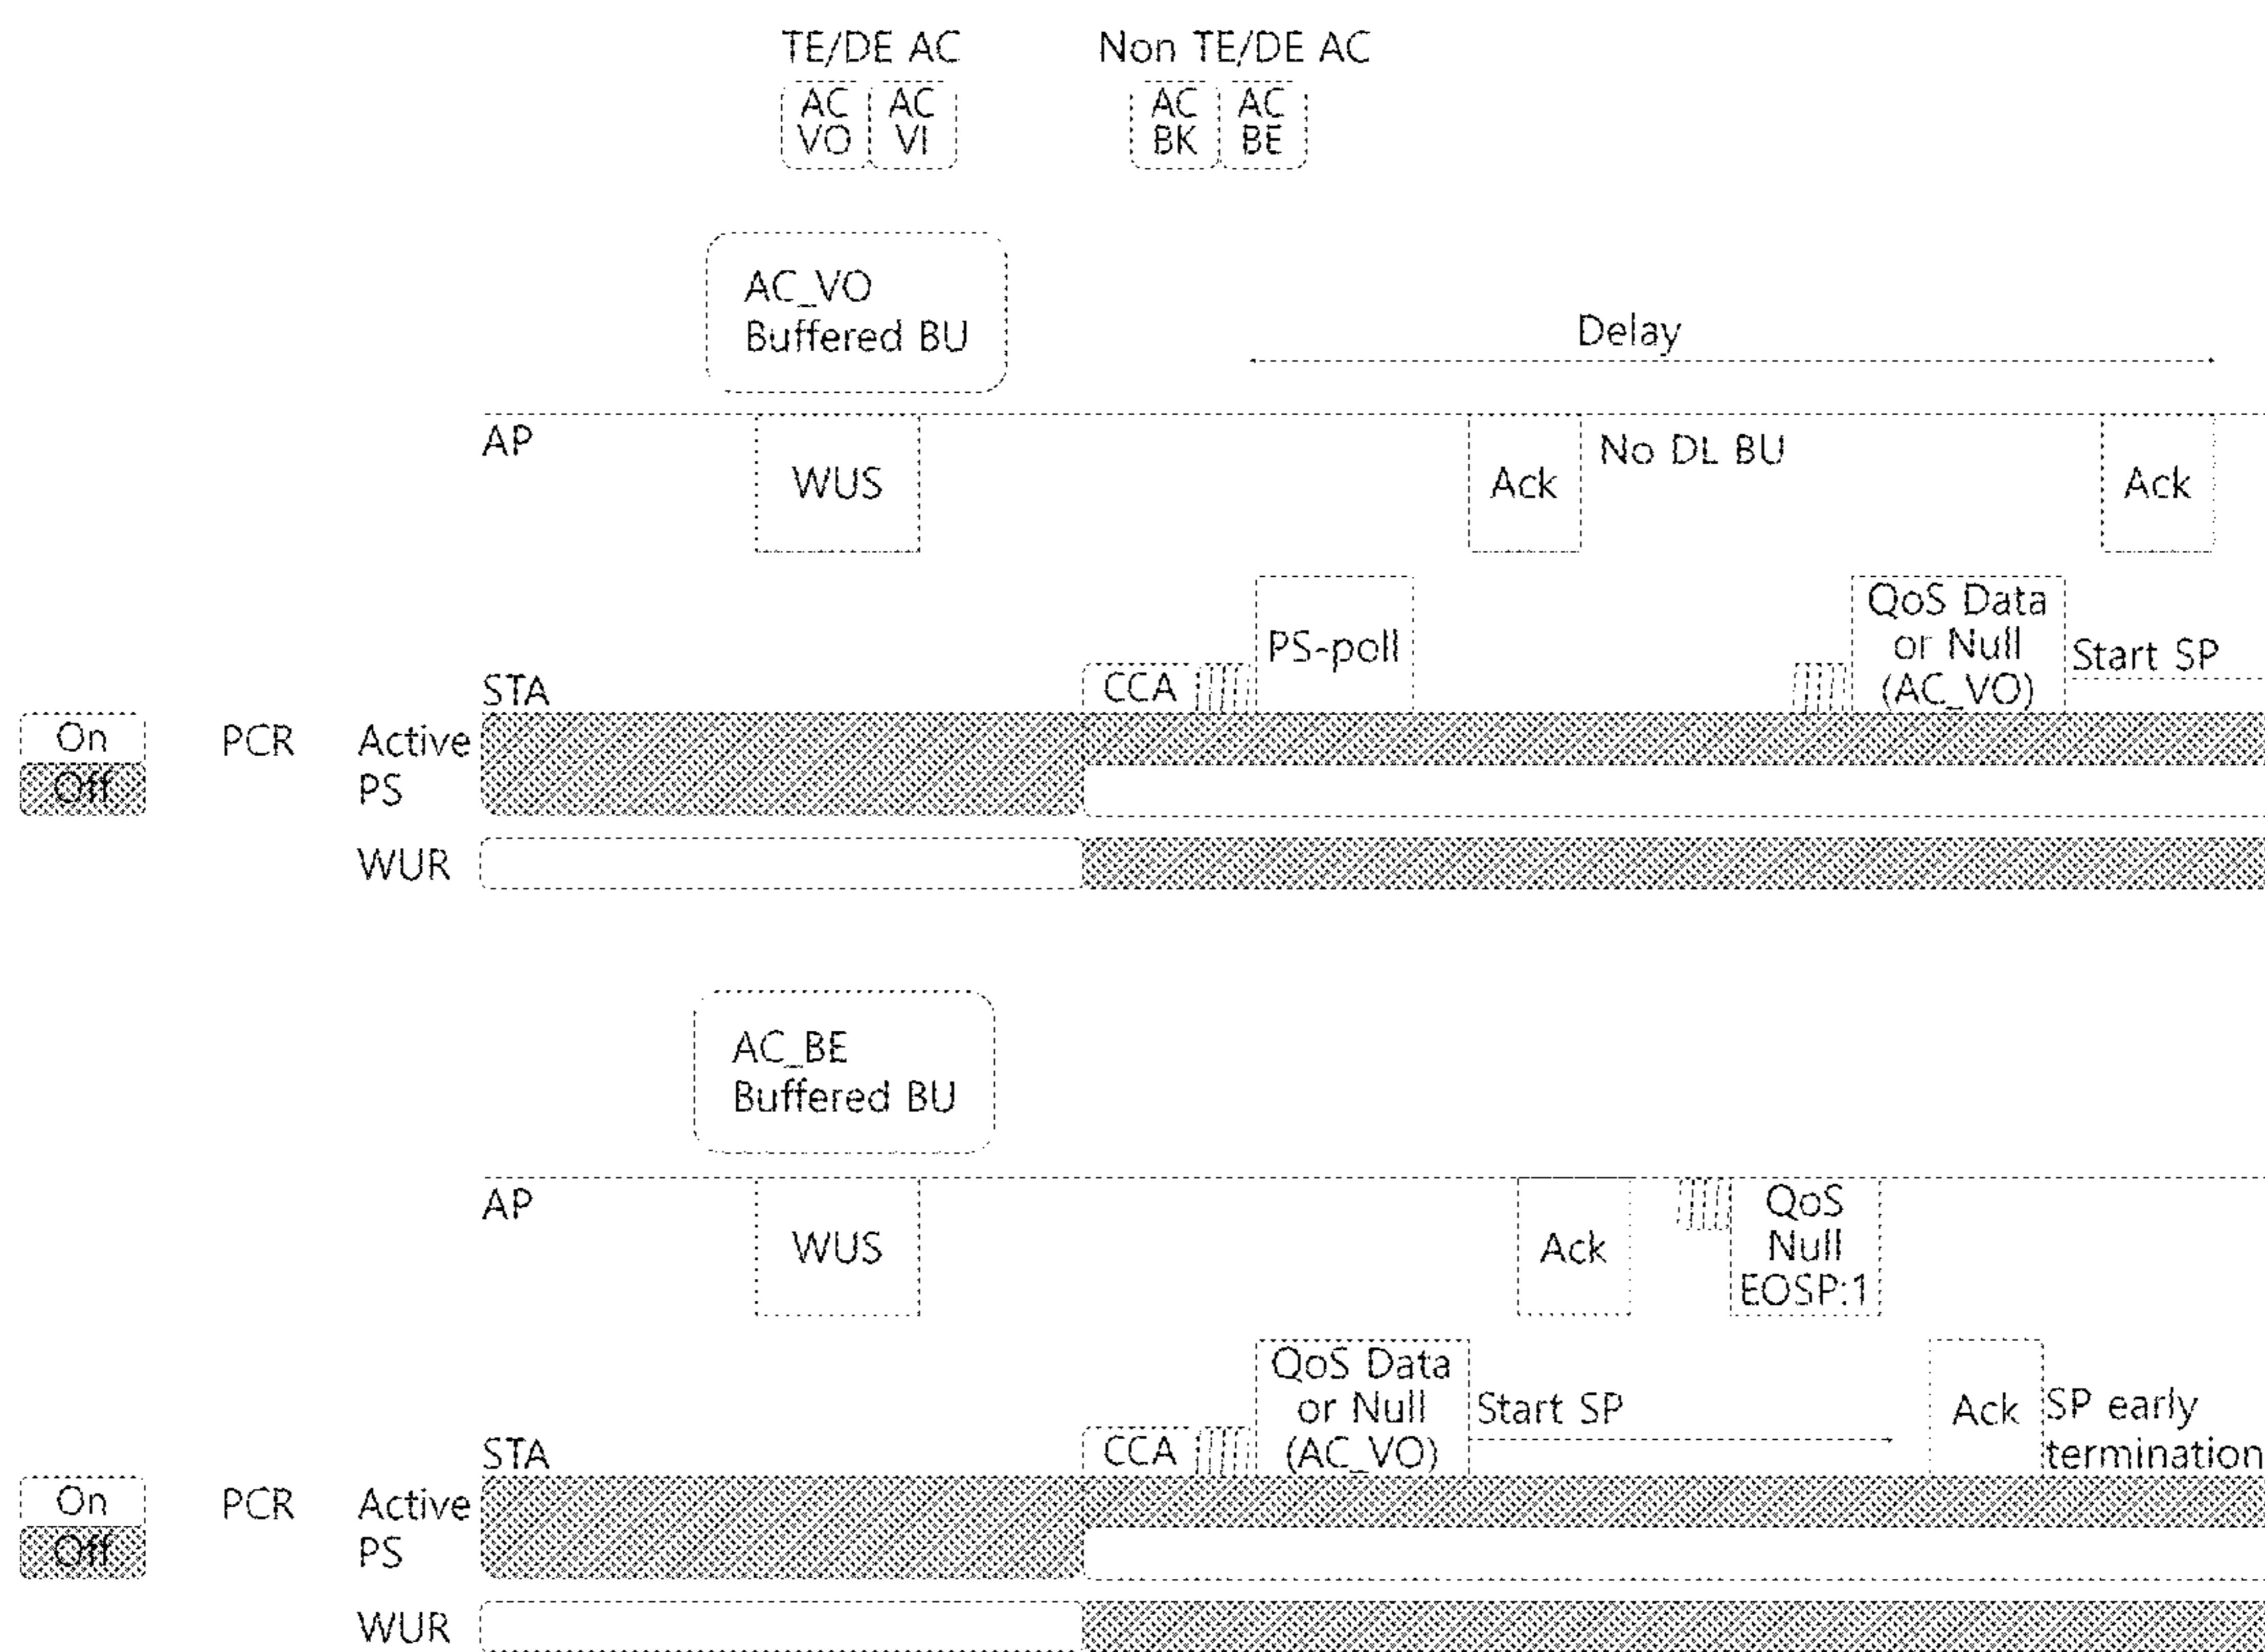 TE/DE AC
Non TE/DE AC
AC
VO
AC
VI
AC
BK
AC
BE
AC_VO
Buffered BU
Delay
AP
WUS
Ack
No DL BU
Ack
STA
CCA
PS-poll
QoS Data
or Null
(AC_VO)
Start SP
On
Off
PCR
Active
PS
WUR
AC_BE
Buffered BU
AP
WUS
Ack
QoS
Null
EOSP:1
STA
CCA
QoS Data
or Null
(AC_VO)
Start SP
Ack
SP early
termination
On
Off
PCR
Active
PS
WUR